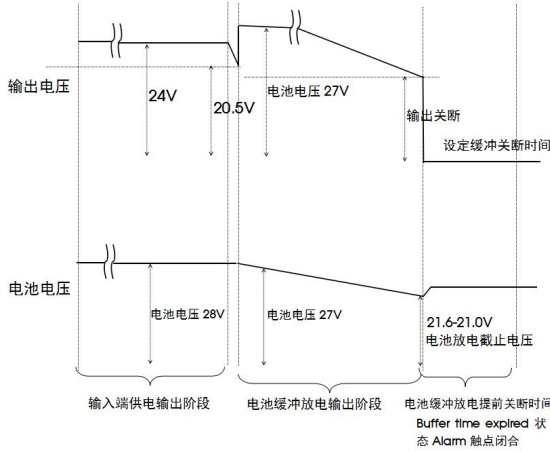 输出电压
24V
20.5V
电池电压 27V
输出关断
设定缓冲关断时间
电池电压
电池电压 28V
电池电压 27V
21.6-21.0V
电池放电截止电压
输入端供电输出阶段
电池缓冲放电输出阶段
电池缓冲放电提前关断时间
Buffer time expired 状
态 Alarm 触点闭合